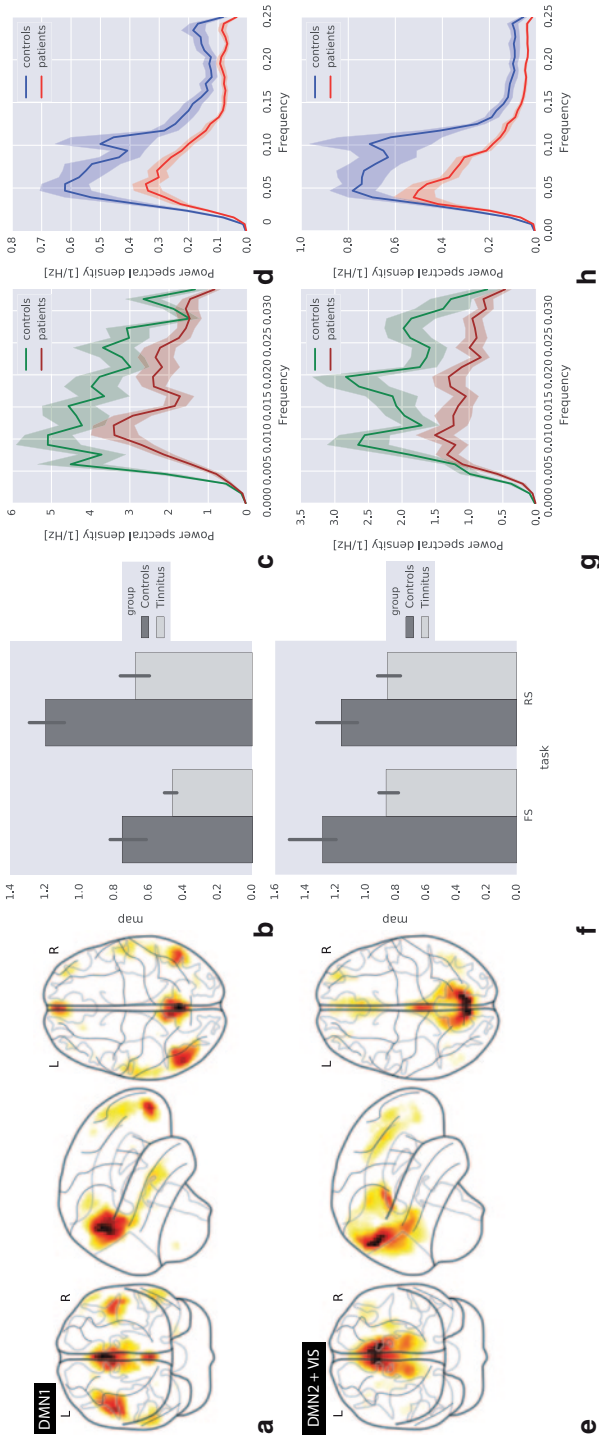 DMN1
L
R
L
R
a
1.4
1.2
1.0
0.8
0.6
0.4
0.2
0.0
map
group
Controls
Tinnitus
b
6
5
4
3
2
1
0
Power spectral density [1/Hz]
controls
patients
0.000 0.005 0.010 0.015 0.020 0.025 0.030
Frequency
c
0.8
0.7
0.6
0.5
0.4
0.3
0.2
0.1
0.0
Power spectral density [1/Hz]
controls
patients
0 0.05 0.10 0.15 0.20 0.25
Frequency
d
DMN2 + VIS
L
R
L
R
e
1.6
1.4
1.2
1.0
0.8
0.6
0.4
0.2
0.0
map
group
Controls
Tinnitus
FS RS
task
f
3.5
3.0
2.5
2.0
1.5
1.0
0.5
0.0
Power spectral density [1/Hz]
controls
patients
0.000 0.005 0.010 0.015 0.020 0.025 0.030
Frequency
g
1.0
0.8
0.6
0.4
0.2
0.0
Power spectral density [1/Hz]
controls
patients
0.00 0.05 0.10 0.15 0.20 0.25
Frequency
h